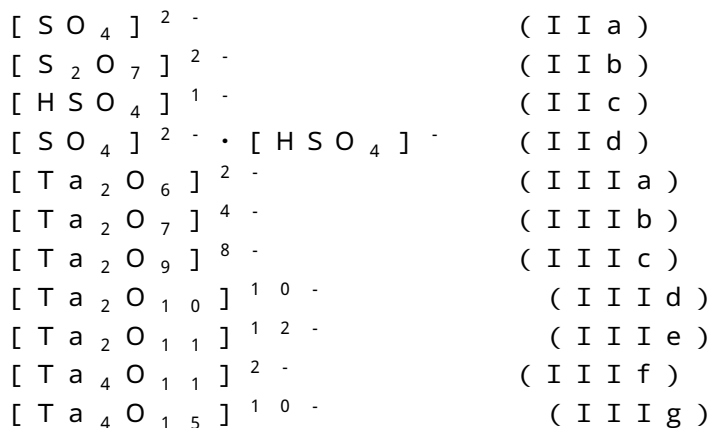 [SO₄]²⁻ (IIa)
[S₂O₇]²⁻ (IIb)
[HSO₄]¹⁻ (IIc)
[SO₄]²⁻・[HSO₄]⁻ (IId)
[Ta₂O₆]²⁻ (IIIa)
[Ta₂O₇]⁴⁻ (IIIb)
[Ta₂O₉]⁸⁻ (IIIc)
[Ta₂O₁₀]¹⁰⁻ (IIId)
[Ta₂O₁₁]¹²⁻ (IIIe)
[Ta₄O₁₁]²⁻ (IIIf)
[Ta₄O₁₅]¹⁰⁻ (IIIg)